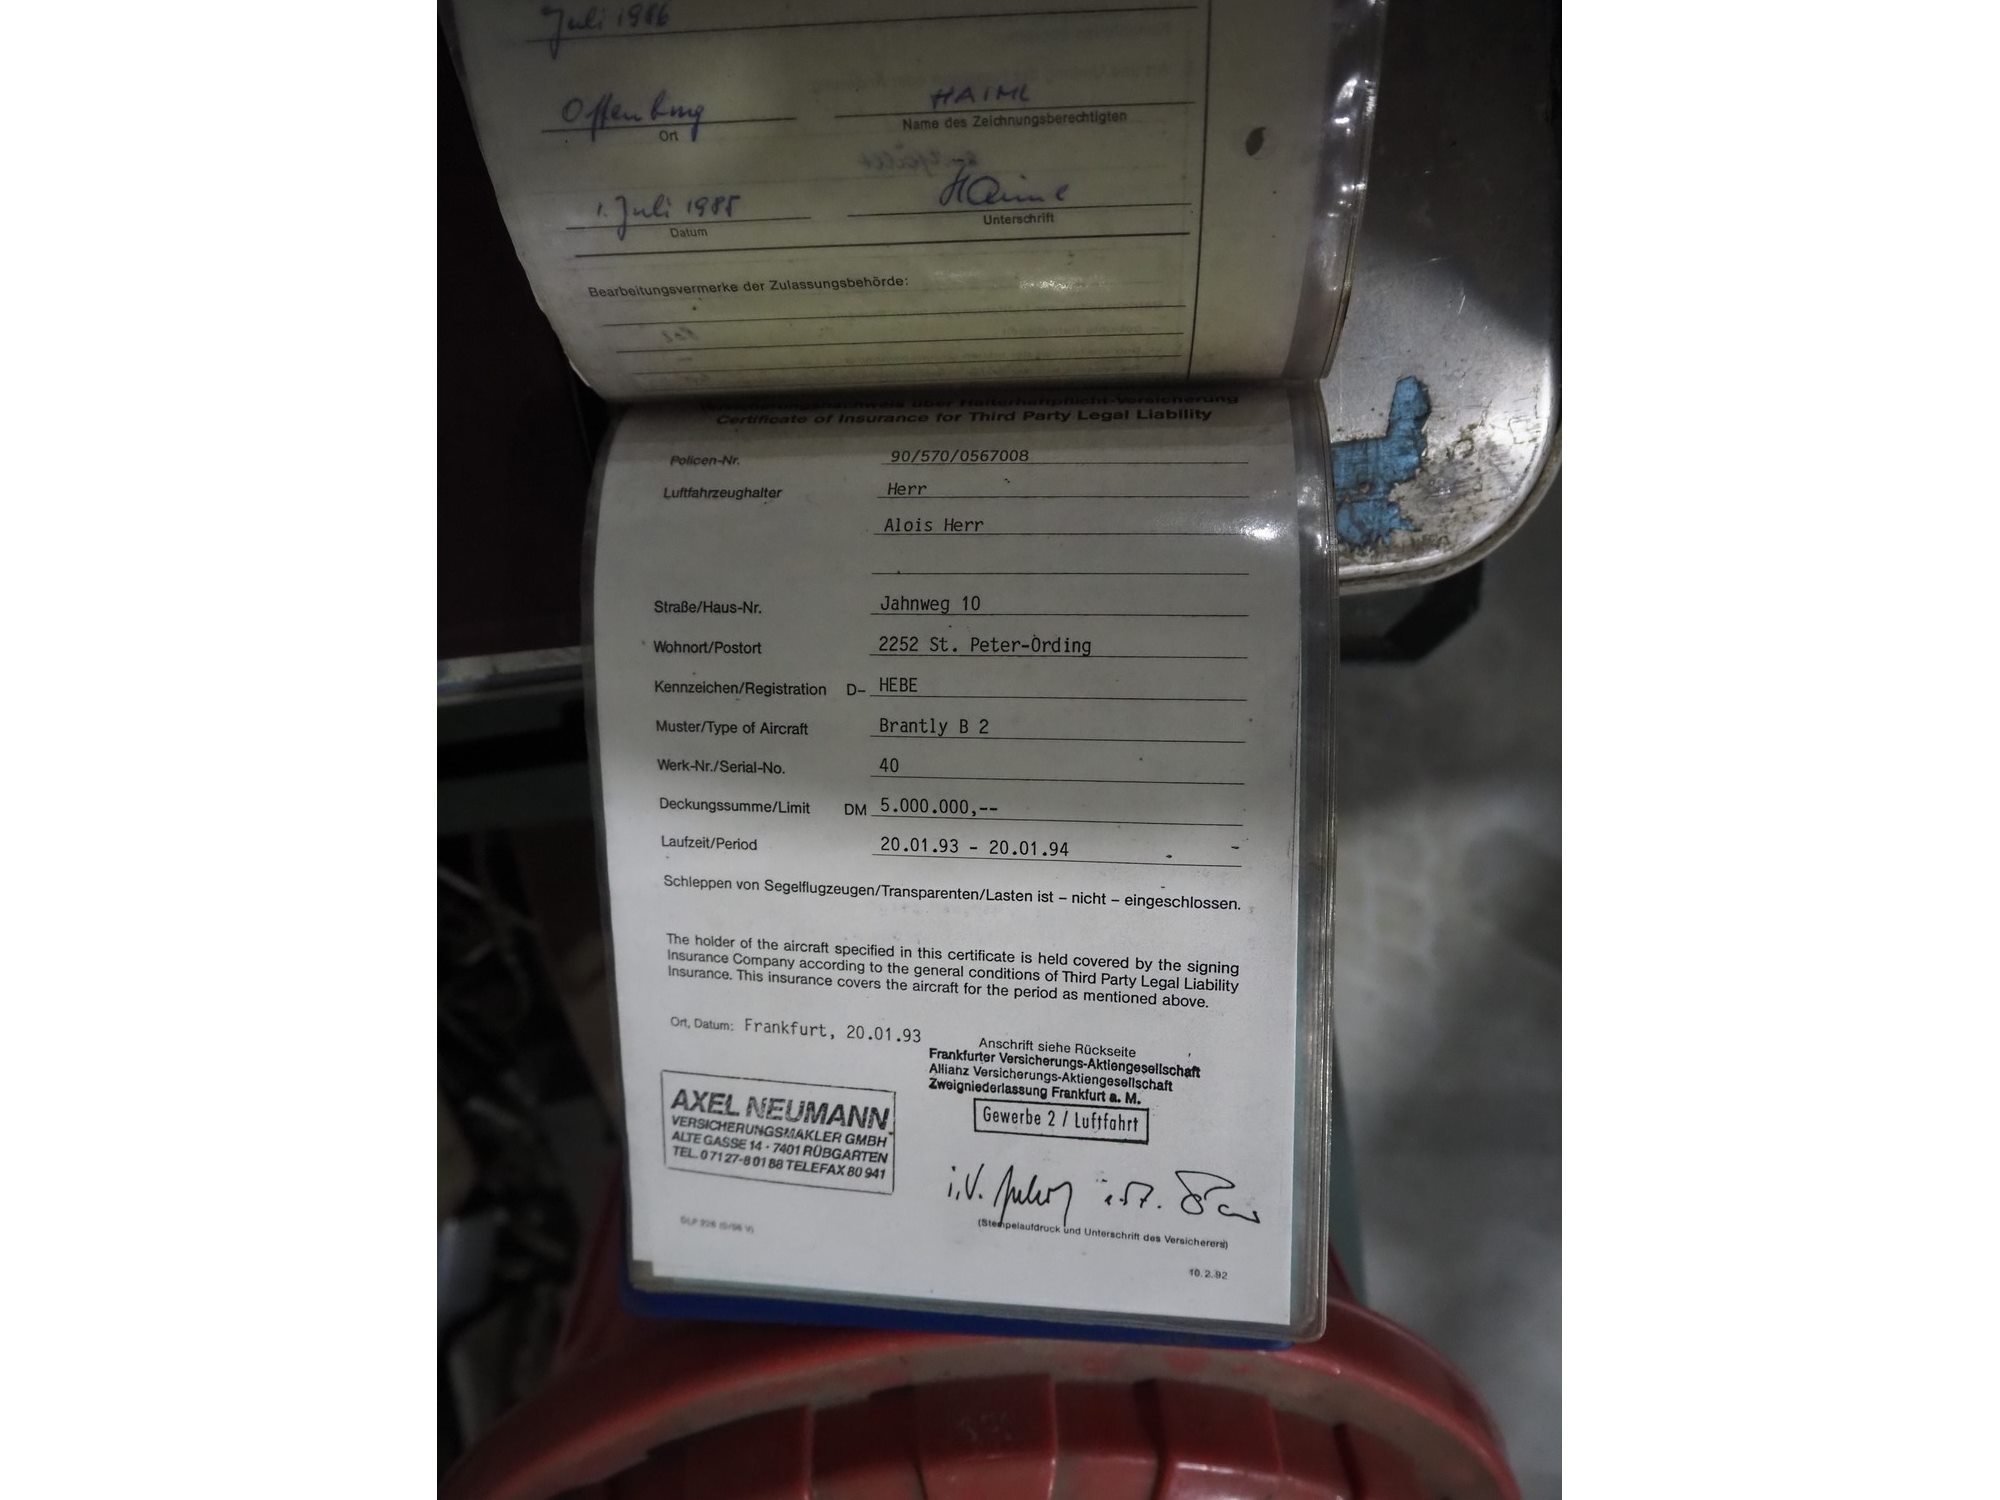 Juli 1986
Offenburg
Ort
HAIML
Name des Zeichnungsberechtigten
1. Juli 1985
Datum
Unterschrift
Bearbeitungsvermerke der Zulassungsbehörde:
Versicherungsnachweis über Halterhaftpflicht-Versicherung
Certificate of Insurance for Third Party Legal Liability
Policen-Nr. 90/570/0567008
Luftfahrzeughalter Herr
Alois Herr
Straße/Haus-Nr. Jahnweg 10
Wohnort/Postort 2252 St. Peter-Ording
Kennzeichen/Registration D– HEBE
Muster/Type of Aircraft Brantly B 2
Werk-Nr./Serial-No. 40
Deckungssumme/Limit DM 5.000.000,--
Laufzeit/Period 20.01.93 - 20.01.94
Schleppen von Segelflugzeugen/Transparenten/Lasten ist – nicht – eingeschlossen.
The holder of the aircraft specified in this certificate is held covered by the signing
Insurance Company according to the general conditions of Third Party Legal Liability
Insurance. This insurance covers the aircraft for the period as mentioned above.
Ort, Datum: Frankfurt, 20.01.93
Anschrift siehe Rückseite
Frankfurter Versicherungs-Aktiengesellschaft
Allianz Versicherungs-Aktiengesellschaft
Zweigniederlassung Frankfurt a. M.
Gewerbe 2 / Luftfahrt
AXEL NEUMANN
VERSICHERUNGSMAKLER GMBH
ALTE GASSE 14 · 7401 RÜBGARTEN
TEL. 07127-80188 TELEFAX 80941
i.V.
(Stempelaufdruck und Unterschrift des Versicherers)
10.2.92